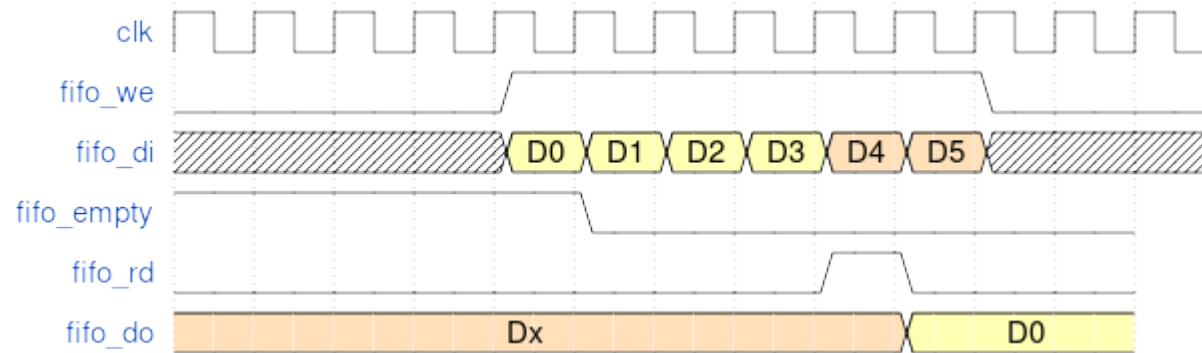 clk
fifo_we
fifo_di D0 D1 D2 D3 D4 D5
fifo_empty
fifo_rd
fifo_do Dx D0